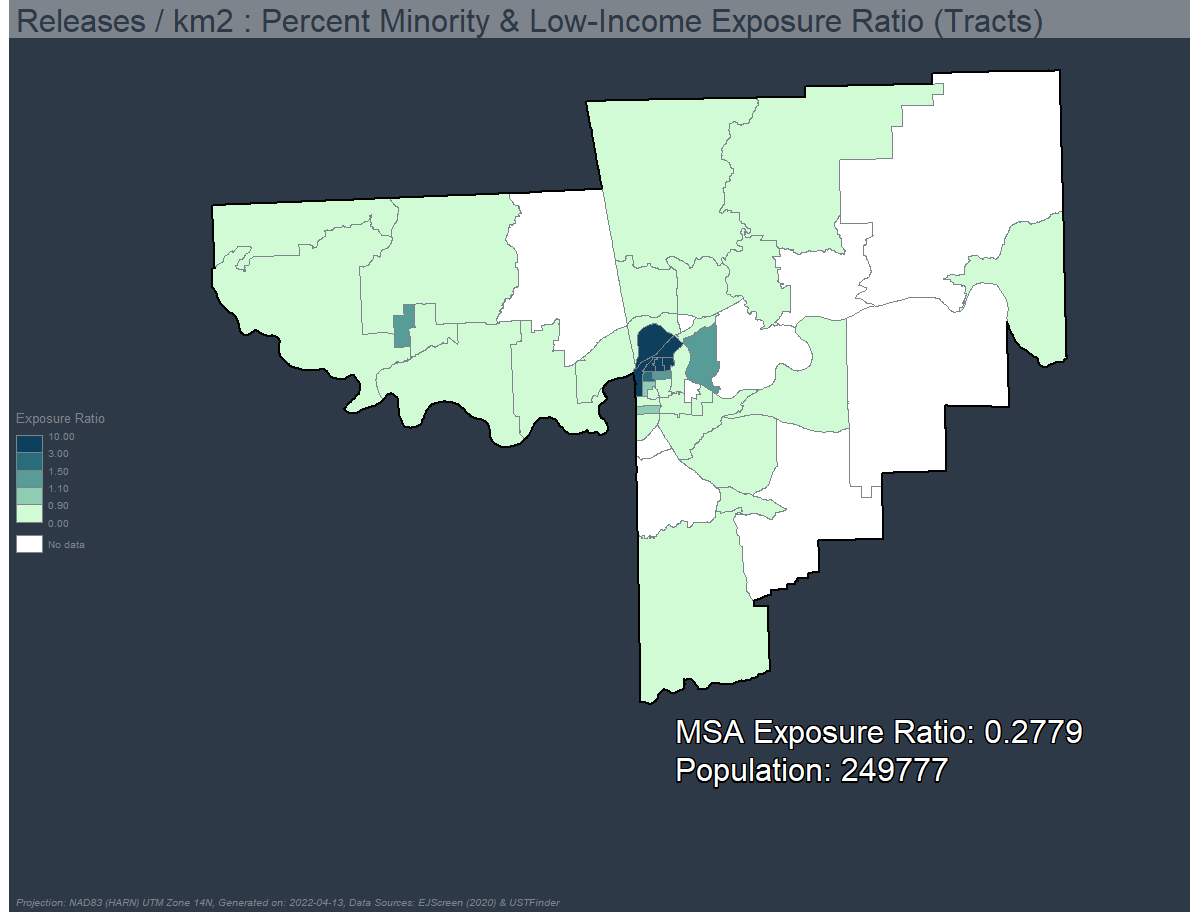 Releases / km2 : Percent Minority & Low-Income Exposure Ratio (Tracts)
Exposure Ratio
10.00
3.00
1.50
1.10
0.90
0.00
No data
MSA Exposure Ratio: 0.2779
Population: 249777
Projection: NAD83 (HARN) UTM Zone 14N, Generated on: 2022-04-13, Data Sources: EJScreen (2020) & USTFinder